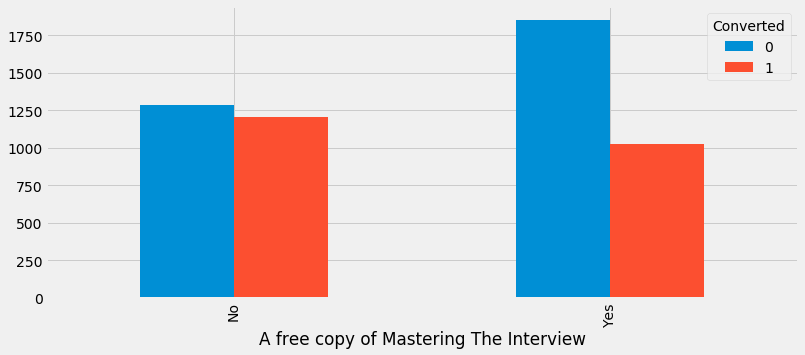 Converted
0
1
1750
1500
1250
1000
750
500
250
0
No
Yes
A free copy of Mastering The Interview